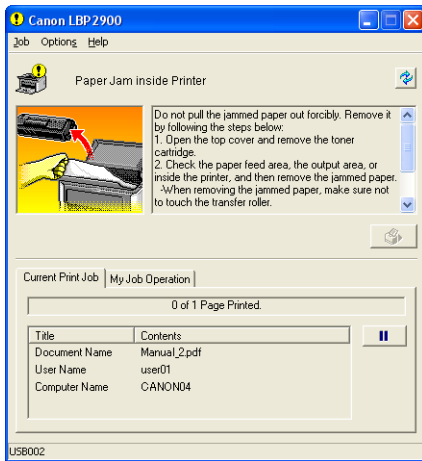 Canon LBP2900
Job Options Help
Paper Jam inside Printer
Do not pull the jammed paper out forcibly. Remove it
by following the steps below:
1. Open the top cover and remove the toner
cartridge.
2. Check the paper feed area, the output area, or
inside the printer, and then remove the jammed paper.
-When removing the jammed paper, make sure not
to touch the transfer roller.
Current Print Job My Job Operation
0 of 1 Page Printed.
Title Contents
Document Name Manual_2.pdf
User Name user01
Computer Name CANON04
USB002